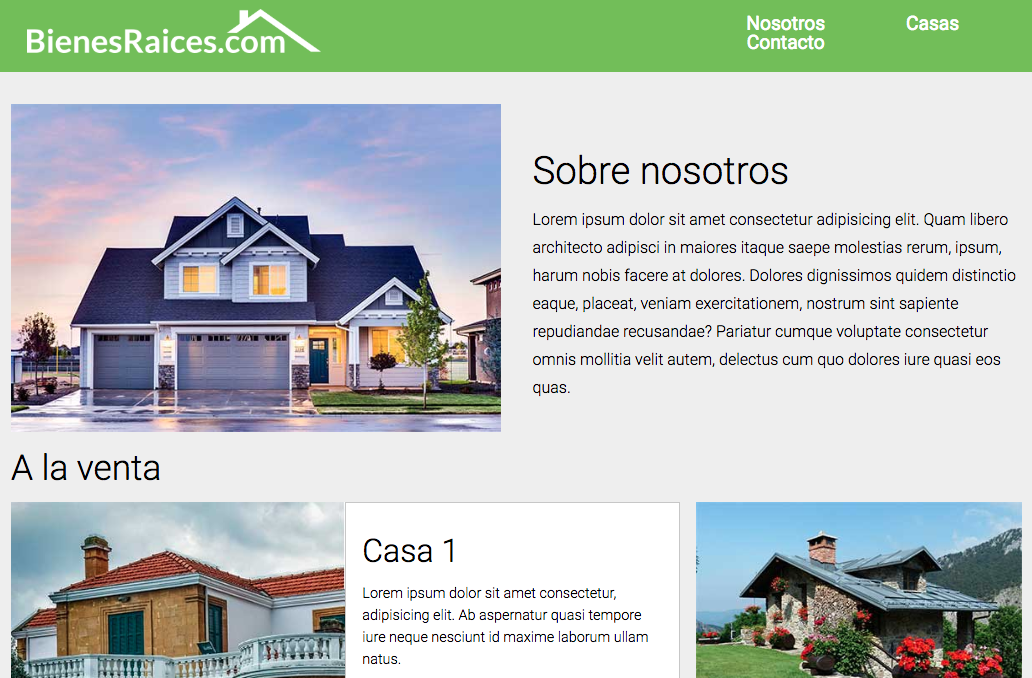 BienesRaices.com
Nosotros Casas
Contacto
Sobre nosotros
Lorem ipsum dolor sit amet consectetur adipisicing elit. Quam libero
architecto adipisci in maiores itaque saepe molestias rerum, ipsum,
harum nobis facere at dolores. Dolores dignissimos quidem distinctio
eaque, placeat, veniam exercitationem, nostrum sint sapiente
repudiandae recusandae? Pariatur cumque voluptate consectetur
omnis mollitia velit autem, delectus cum quo dolores iure quasi eos
quas.
A la venta
Casa 1
Lorem ipsum dolor sit amet consectetur,
adipisicing elit. Ab aspernatur quasi tempore
iure neque nesciunt id maxime laborum ullam
natus.